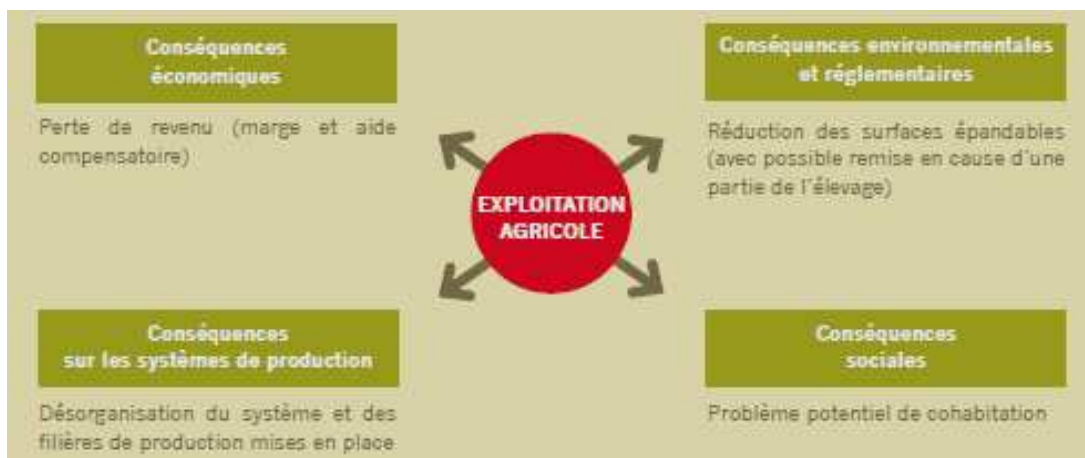 Conséquences
économiques
Perte de revenu (marge et aide
compensatoire)
Conséquences environnementales
et réglementaires
Réduction des surfaces épandables
(avec possible remise en cause d'une
partie de l'élevage)
EXPLOITATION
AGRICOLE
Conséquences
sur les systèmes de production
Désorganisation du système et des
filières de production mises en place
Conséquences
sociales
Problème potentiel de cohabitation